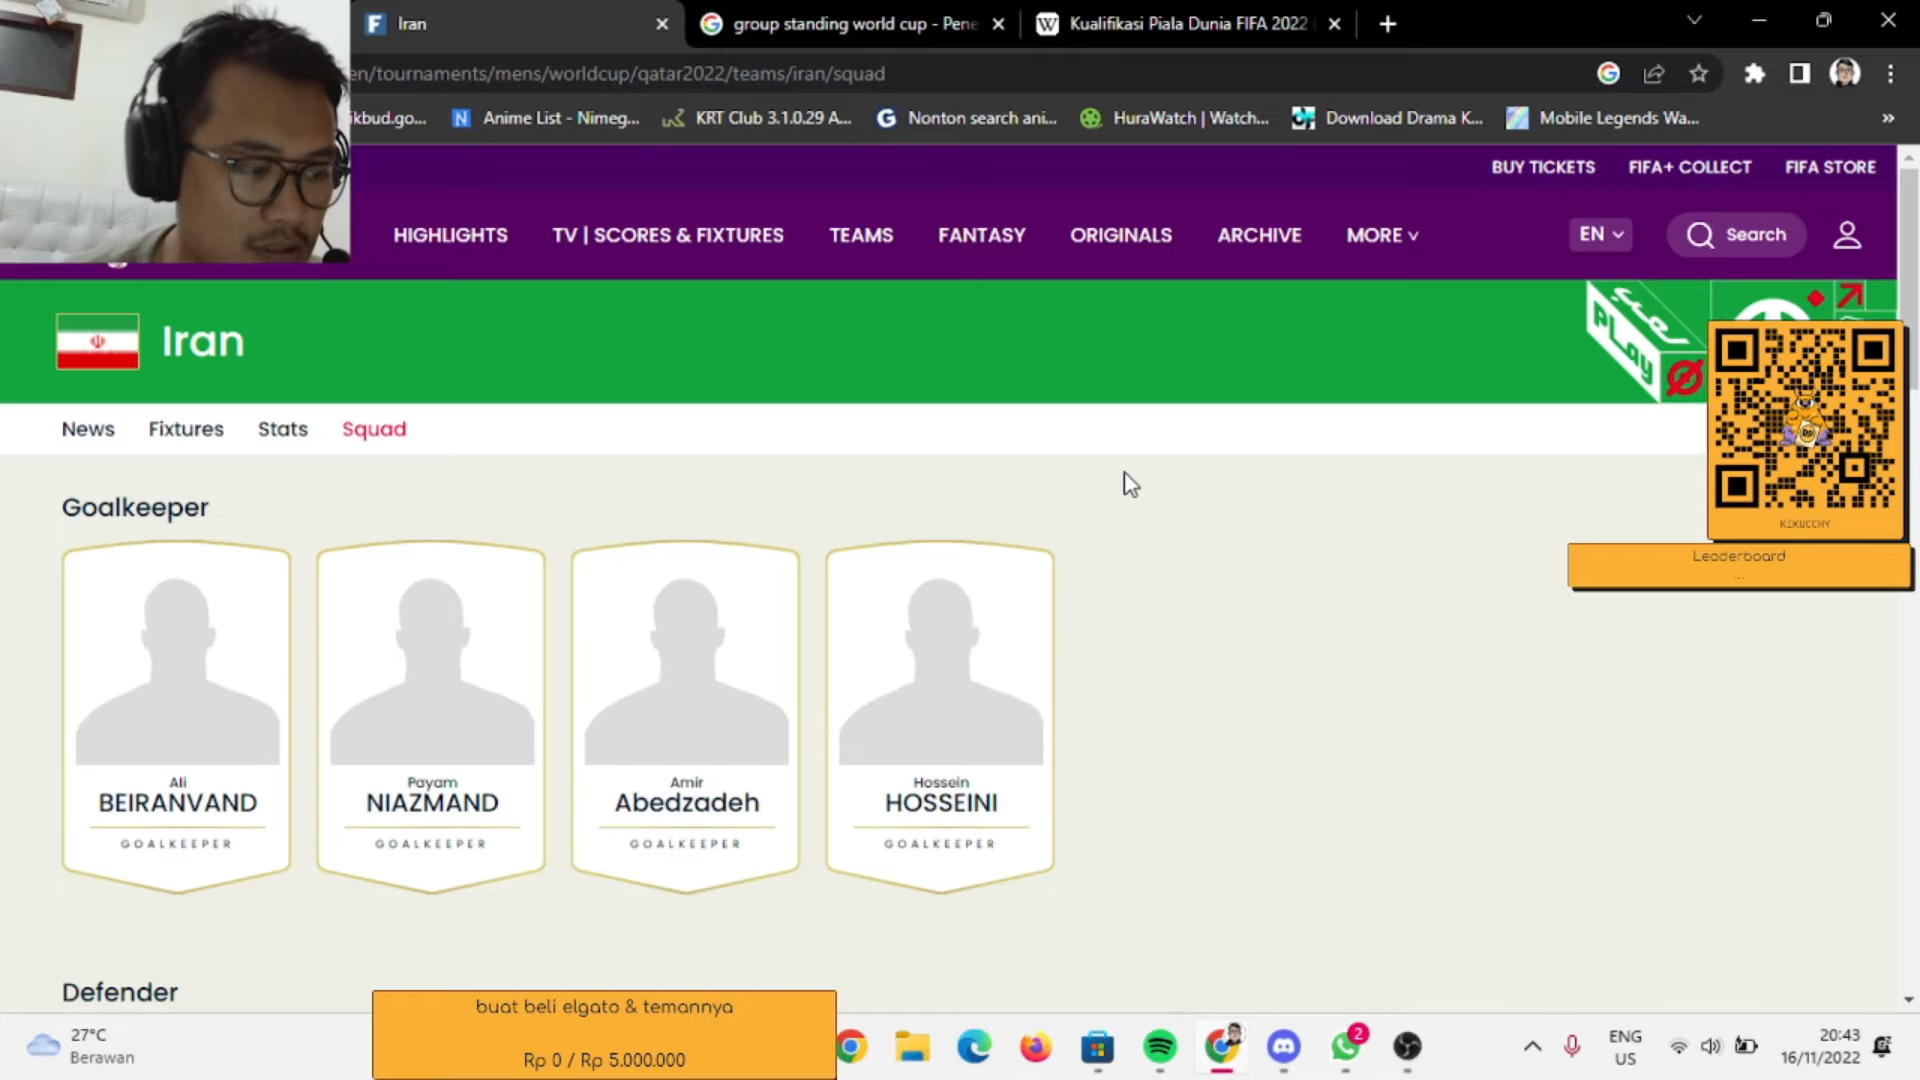 Iran
group standing world cup - Pene
Kualifikasi Piala Dunia FIFA 2022
en/tournaments/mens/worldcup/qatar2022/teams/iran/squad
ikbud.go...
Anime List - Nimeg...
KRT Club 3.1.0.29 A...
Nonton search ani...
HuraWatch | Watch...
Download Drama K...
Mobile Legends Wa...
BUY TICKETS
FIFA+ COLLECT
FIFA STORE
HIGHLIGHTS
TV | SCORES & FIXTURES
TEAMS
FANTASY
ORIGINALS
ARCHIVE
MORE
EN
Search
Iran
PLay
News
Fixtures
Stats
Squad
KIKUCCHY
Leaderboard
...
Goalkeeper
Ali
BEIRANVAND
GOALKEEPER
Payam
NIAZMAND
GOALKEEPER
Amir
Abedzadeh
GOALKEEPER
Hossein
HOSSEINI
GOALKEEPER
Defender
buat beli elgato & temannya
Rp 0 / Rp 5.000.000
27°C
Berawan
2
ENG
US
20:43
16/11/2022